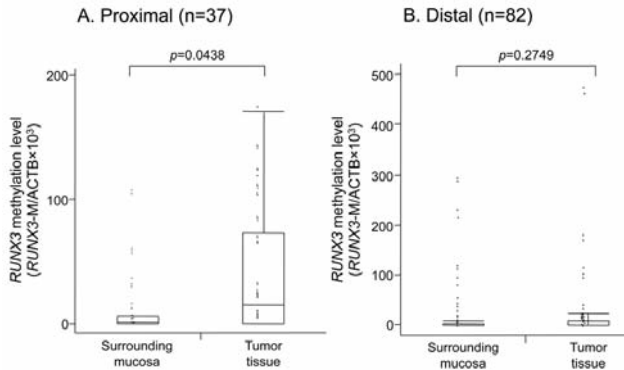 A. Proximal (n=37)
p=0.0438
RUNX3 methylation level
(RUNX3-M/ACTB×10³)
200
100
0
Surrounding
mucosa
Tumor
tissue
B. Distal (n=82)
p=0.2749
RUNX3 methylation level
(RUNX3-M/ACTB×10³)
500
400
300
200
100
0
Surrounding
mucosa
Tumor
tissue